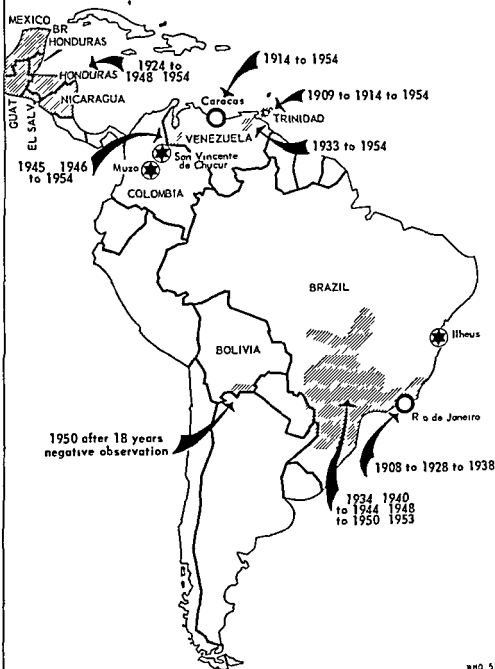 MEXICO
BR
HONDURAS
HONDURAS
1924 to
1948 1954
NICARAGUA
GUAT
EL SALV
1914 to 1954
Caracas
1909 to 1914 to 1954
TRINIDAD
VENEZUELA
1933 to 1954
1945 1946
to 1954
San Vincente
de Chucur
Muzo
COLOMBIA
BRAZIL
Ilheus
BOLIVIA
R o de Janeiro
1950 after 18 years
negative observation
1908 to 1928 to 1938
1934 1940
to 1944 1948
to 1950 1953
WHO 5